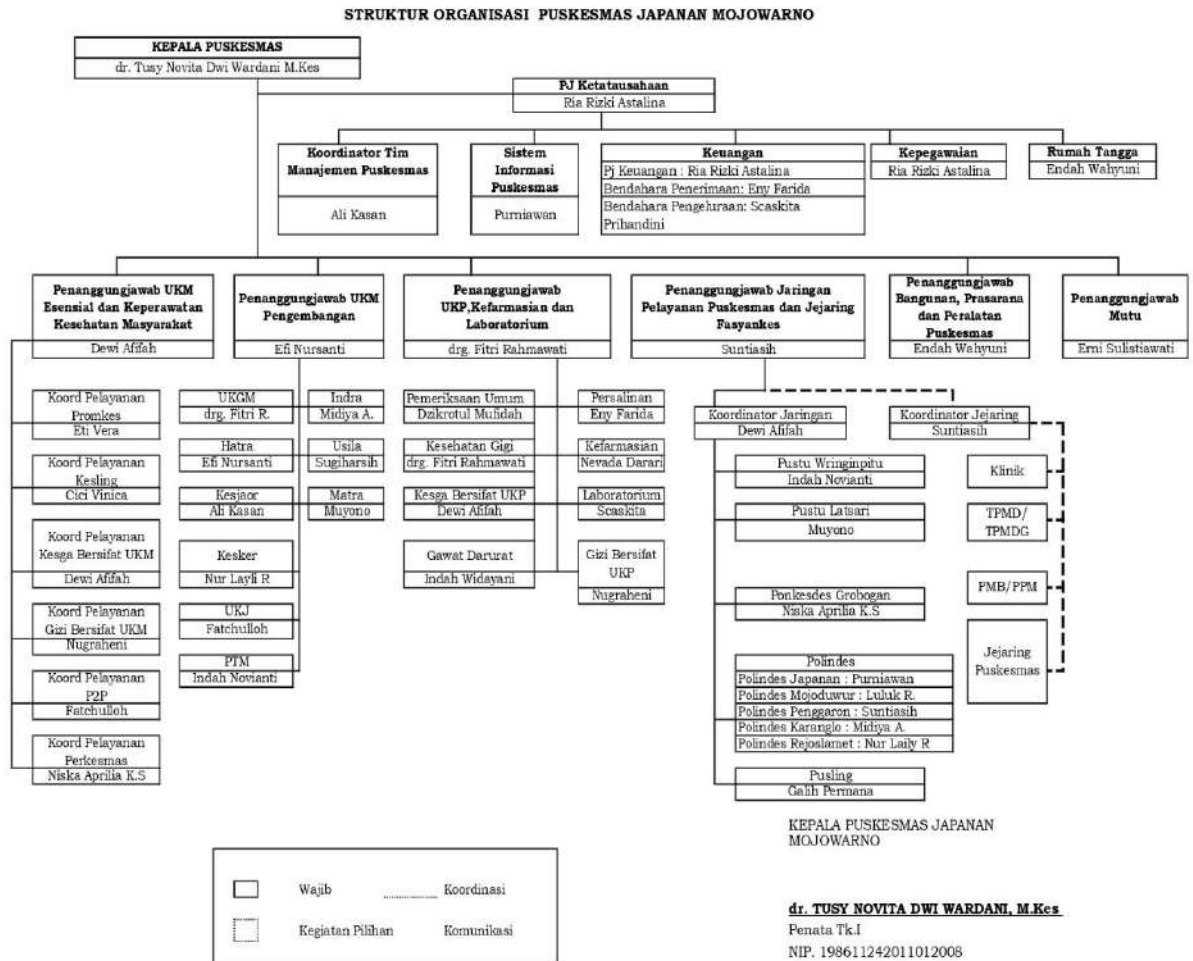 STRUKTUR ORGANISASI PUSKESMAS JAPANAN MOJOWARNO
KEPALA PUSKESMAS
dr. Tusy Novita Dwi Wardani M.Kes
PJ Ketatausahaan
Ria Rizki Astalina
Koordinator Tim
Manajemen Puskesmas
Ali Kasan
Sistem
Informasi
Puskesmas
Purniawan
Keuangan
Pj Keuangan : Ria Rizki Astalina
Bendahara Penerimaan: Eny Farida
Bendahara Pengeluraan: Scaskita
Prihandini
Kepegawaian
Ria Rizki Astalina
Rumah Tangga
Endah Wahyuni
Penanggungjawab UKM
Esensial dan Keperawatan
Kesehatan Masyarakat
Dewi Afifah
Penanggungjawab UKM
Pengembangan
Efi Nursanti
Penanggungjawab
UKP,Kefarmasian dan
Laboratorium
drg. Fitri Rahmawati
Penanggungjawab Jaringan
Pelayanan Puskesmas dan Jejaring
Fasyankes
Suntiasih
Penanggungjawab
Bangunan, Prasarana
dan Peralatan
Puskesmas
Endah Wahyuni
Penanggungjawab
Mutu
Erni Sulistiawati
Koord Pelayanan
Promkes
Eti Vera
Koord Pelayanan
Kesling
Cici Vinica
Koord Pelayanan
Kesga Bersifat UKM
Dewi Afifah
Koord Pelayanan
Gizi Bersifat UKM
Nugraheni
Koord Pelayanan
P2P
Fatchulloh
Koord Pelayanan
Perkesmas
Niska Aprilia K.S
UKGM
drg. Fitri R.
Hatra
Efi Nursanti
Kesjaor
Ali Kasan
Kesker
Nur Layli R
UKJ
Fatchulloh
PTM
Indah Novianti
Indra
Midiya A.
Usila
Sugiharsih
Matra
Muyono
Pemeriksaan Umum
Dzikrotul Mufidah
Kesehatan Gigi
drg. Fitri Rahmawati
Kesga Bersifat UKP
Dewi Afifah
Gawat Darurat
Indah Widayani
Persalinan
Eny Farida
Kefarmasian
Nevada Darari
Laboratorium
Scaskita
Gizi Bersifat
UKP
Nugraheni
Koordinator Jaringan
Dewi Afifah
Pustu Wringinpitu
Indah Novianti
Pustu Latsari
Muyono
Ponkesdes Grobogan
Niska Aprilia K.S
Polindes
Polindes Japanan : Purniawan
Polindes Mojoduwur : Luluk R.
Polindes Penggaron : Suntiasih
Polindes Karanglo : Midiya A.
Polindes Rejoslamet : Nur Laily R
Pusling
Galih Permana
Koordinator Jejaring
Suntiasih
Klinik
TPMD/
TPMDG
PMB/PPM
Jejaring
Puskesmas
Wajib
Koordinasi
Kegiatan Pilihan
Komunikasi
KEPALA PUSKESMAS JAPANAN
MOJOWARNO
dr. TUSY NOVITA DWI WARDANI, M.Kes
Penata Tk.I
NIP. 198611242011012008